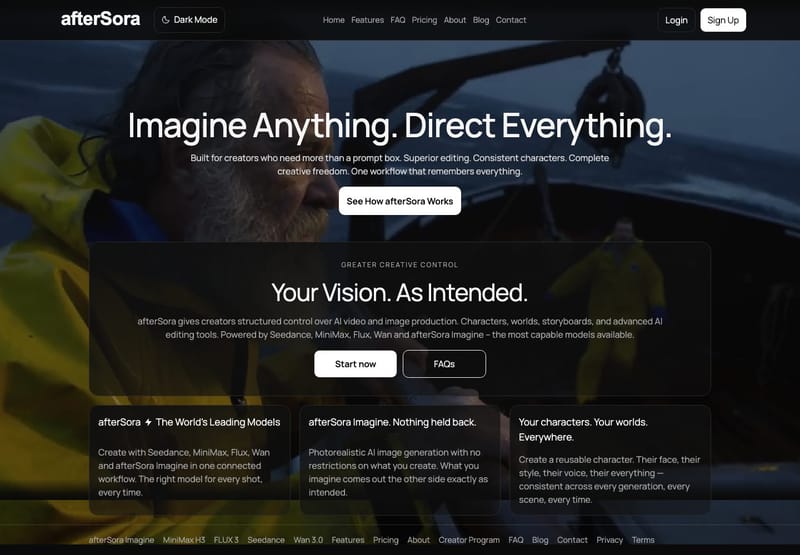 afterSora
Dark Mode
Home Features FAQ Pricing About Blog Contact
Login
Sign Up
Imagine Anything. Direct Everything.
Built for creators who need more than a prompt box. Superior editing. Consistent characters. Complete
creative freedom. One workflow that remembers everything.
See How afterSora Works
GREATER CREATIVE CONTROL
Your Vision. As Intended.
afterSora gives creators structured control over AI video and image production. Characters, worlds, storyboards, and advanced AI
editing tools. Powered by Seedance, MiniMax, Flux, Wan and afterSora Imagine – the most capable models available.
Start now
FAQs
afterSora ⚡ The World's Leading Models
Create with Seedance, MiniMax, Flux, Wan
and afterSora Imagine in one connected
workflow. The right model for every shot,
every time.
afterSora Imagine. Nothing held back.
Photorealistic AI image generation with no
restrictions on what you create. What you
imagine comes out the other side exactly as
intended.
Your characters. Your worlds.
Everywhere.
Create a reusable character. Their face, their
style, their voice, their everything —
consistent across every generation, every
scene, every time.
afterSora Imagine MiniMax H3 FLUX 3 Seedance Wan 3.0 Features Pricing About Creator Program FAQ Blog Contact Privacy Terms